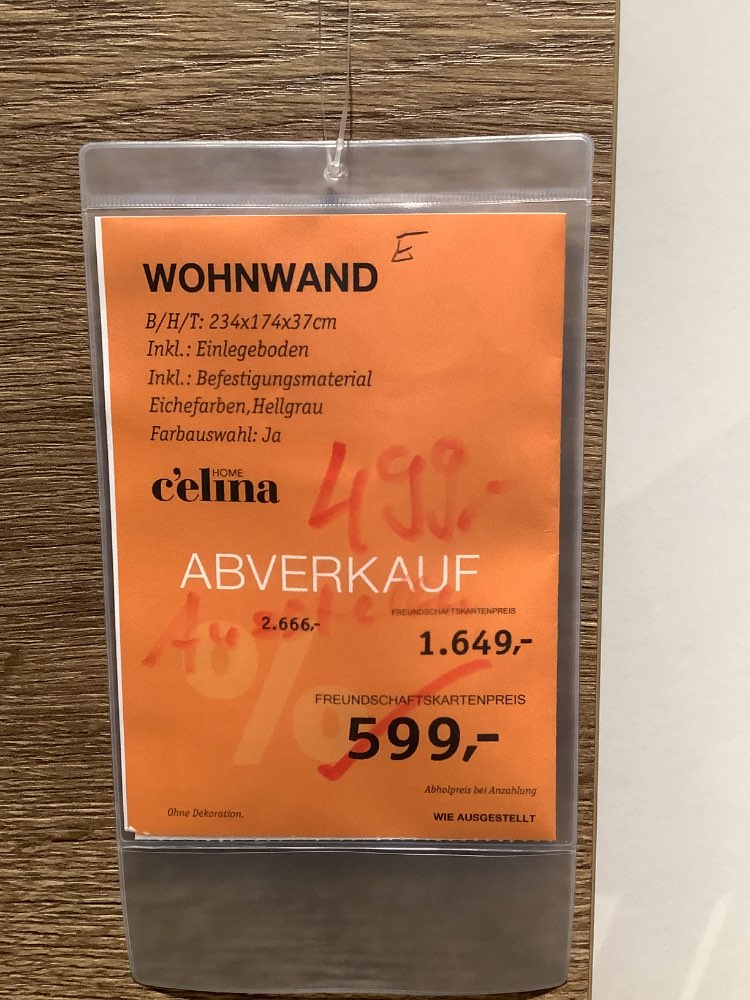 E
WOHNWAND
B/H/T: 234x174x37cm
Inkl.: Einlegeboden
Inkl.: Befestigungsmaterial
Eichefarben,Hellgrau
Farbauswahl: Ja
HOME
c'elina
499,-
ABVERKAUF
FREUNDSCHAFTSKARTENPREIS
2.666,-
1.649,-
%
FREUNDSCHAFTSKARTENPREIS
599,-
Abholpreis bei Anzahlung
Ohne Dekoration.
WIE AUSGESTELLT